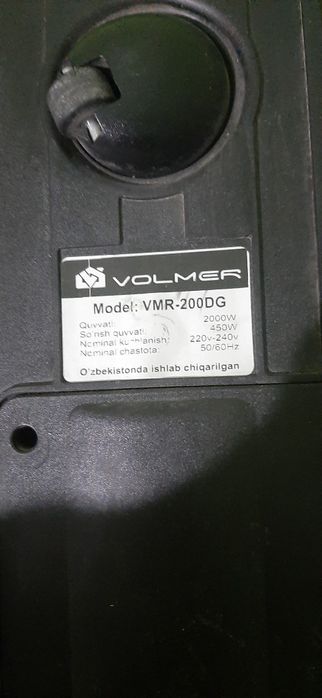 VOLMER
Model: VMR-200DG
Quvvati: 2000W
So'rish quvvati: 450W
Nominal kuchlanish: 220v-240v
Nominal chastota: 50/60Hz
O'zbekistonda ishlab chiqarilgan